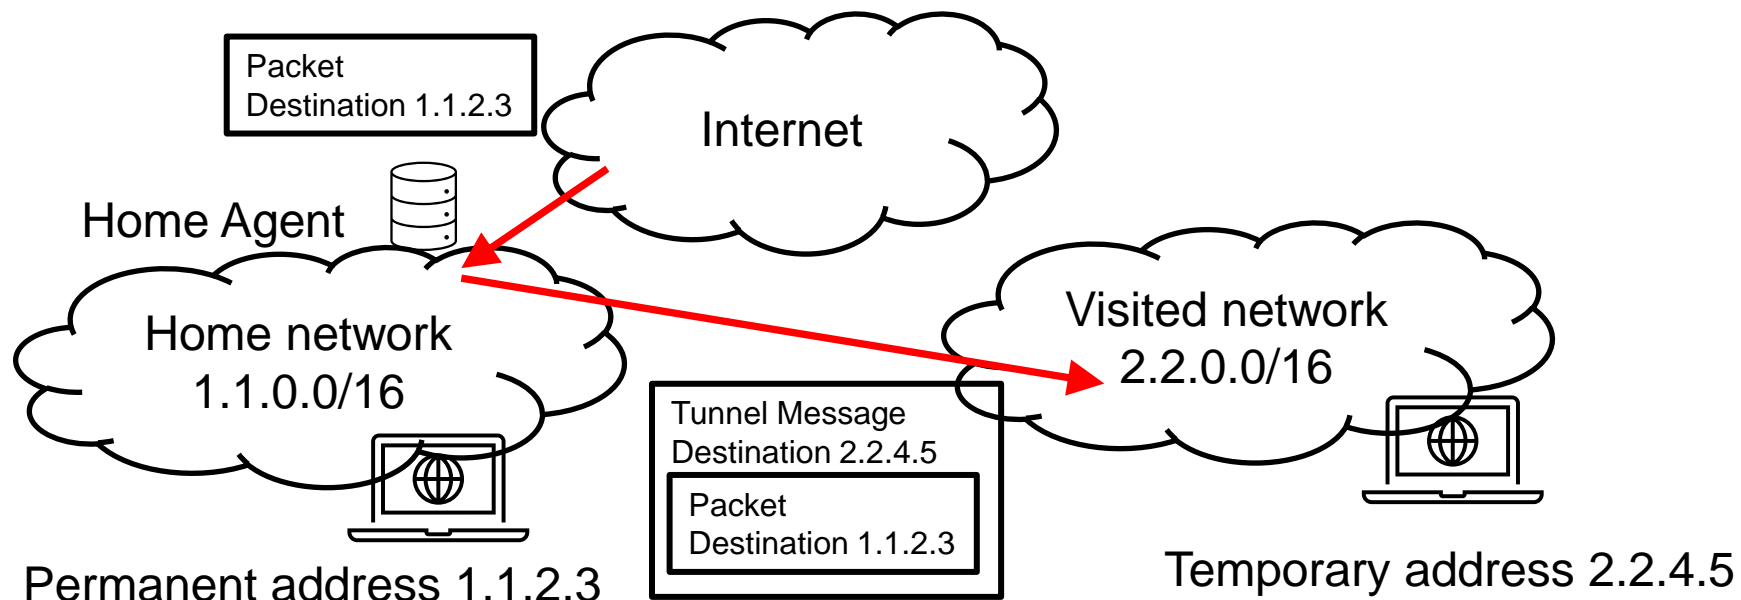 Packet
Destination 1.1.2.3
Internet
Home Agent
Home network
1.1.0.0/16
Visited network
2.2.0.0/16
Tunnel Message
Destination 2.2.4.5
Packet
Destination 1.1.2.3
Permanent address 1.1.2.3
Temporary address 2.2.4.5